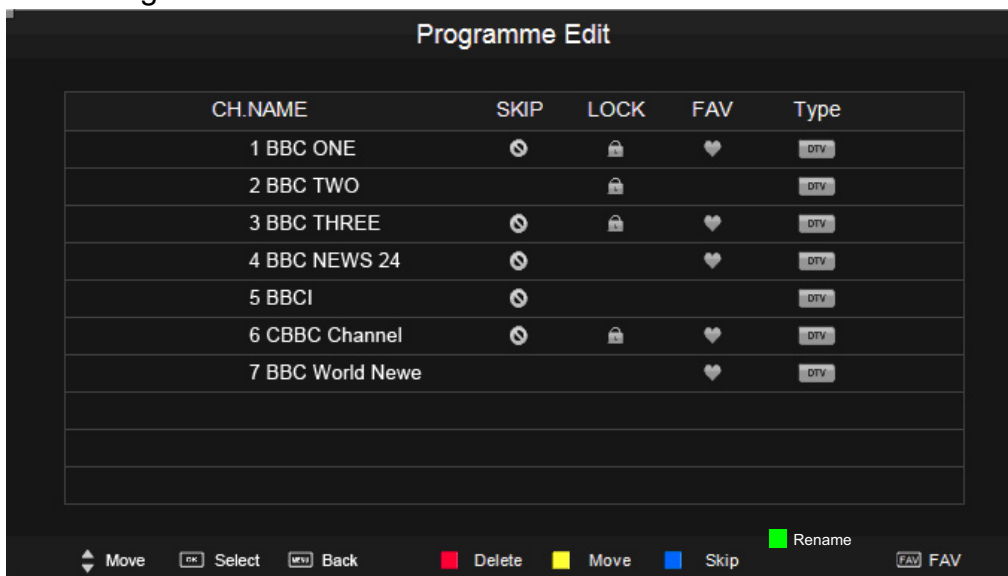 Programme Edit
CH.NAME SKIP LOCK FAV Type
1 BBC ONE DTV
2 BBC TWO DTV
3 BBC THREE DTV
4 BBC NEWS 24 DTV
5 BBCI DTV
6 CBBC Channel DTV
7 BBC World Newe DTV
Move OK Select MENU Back Delete Move Skip Rename FAV FAV